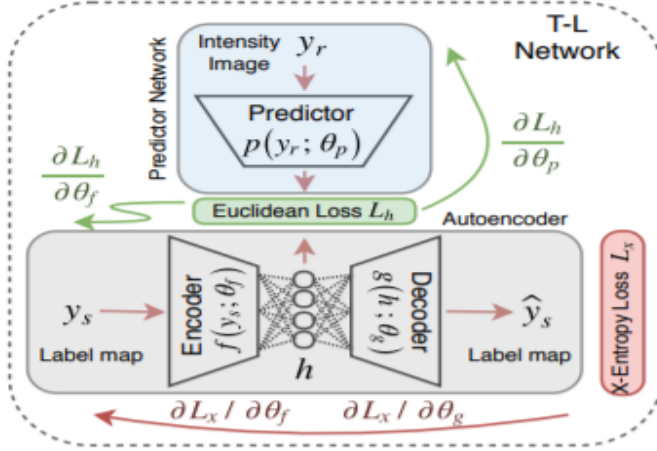 T-L
Network
Intensity
Image
y_r
Predictor Network
Predictor
p(y_r ; θ_p)
∂L_h
∂θ_f
∂L_h
∂θ_p
Euclidean Loss L_h
Autoencoder
y_s
Label map
Encoder
f(y_s ; θ_f)
h
Decoder
g(h ; θ_g)
ŷ_s
Label map
X-Entropy Loss L_x
∂L_x / ∂θ_f
∂L_x / ∂θ_g